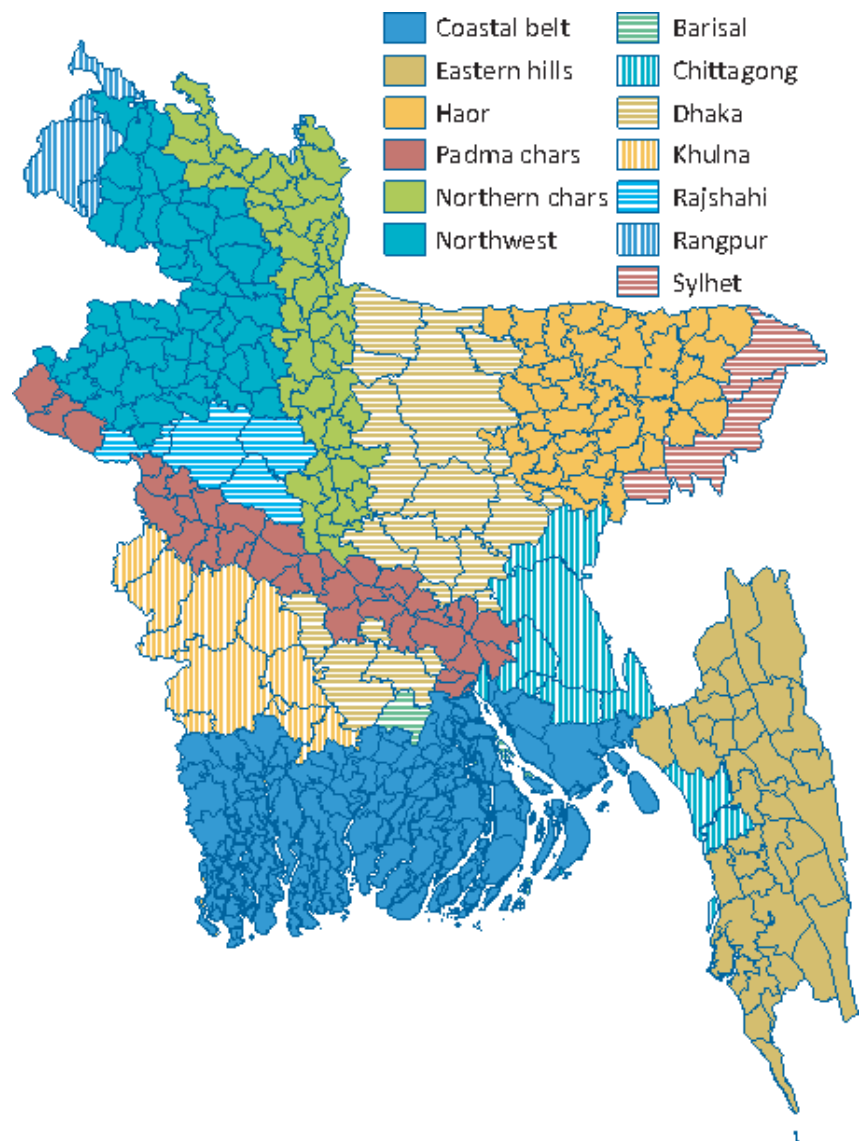 Coastal belt
Eastern hills
Haor
Padma chars
Northern chars
Northwest
Barisal
Chittagong
Dhaka
Khulna
Rajshahi
Rangpur
Sylhet